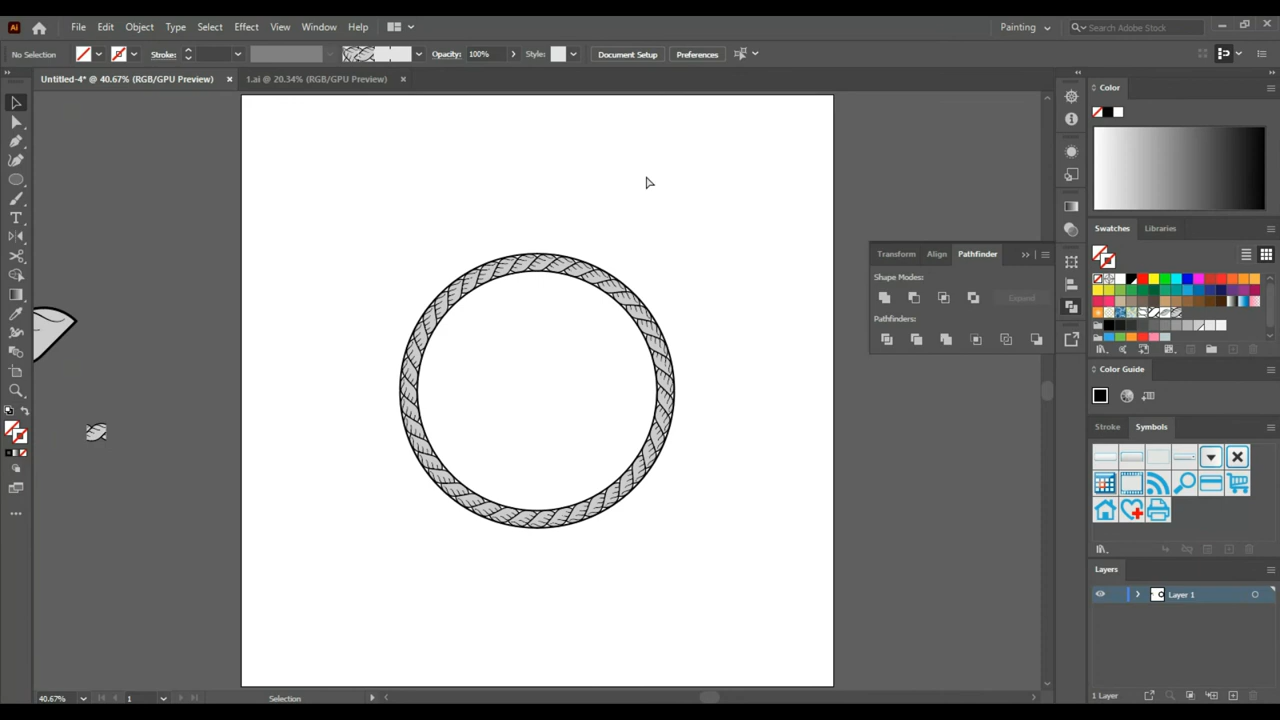 Ai File Edit Object Type Select Effect View Window Help Painting Search Adobe Stock
No Selection Stroke: Opacity: 100% Style: Document Setup Preferences
Untitled-4* @ 40.67% (RGB/GPU Preview) × 1.ai @ 20.34% (RGB/GPU Preview) ×
Color
Swatches Libraries
Transform Align Pathfinder
Shape Modes:
Expand
Pathfinders:
Color Guide
Stroke Symbols
Layers
Layer 1
1 Layer
40.67% 1 Selection